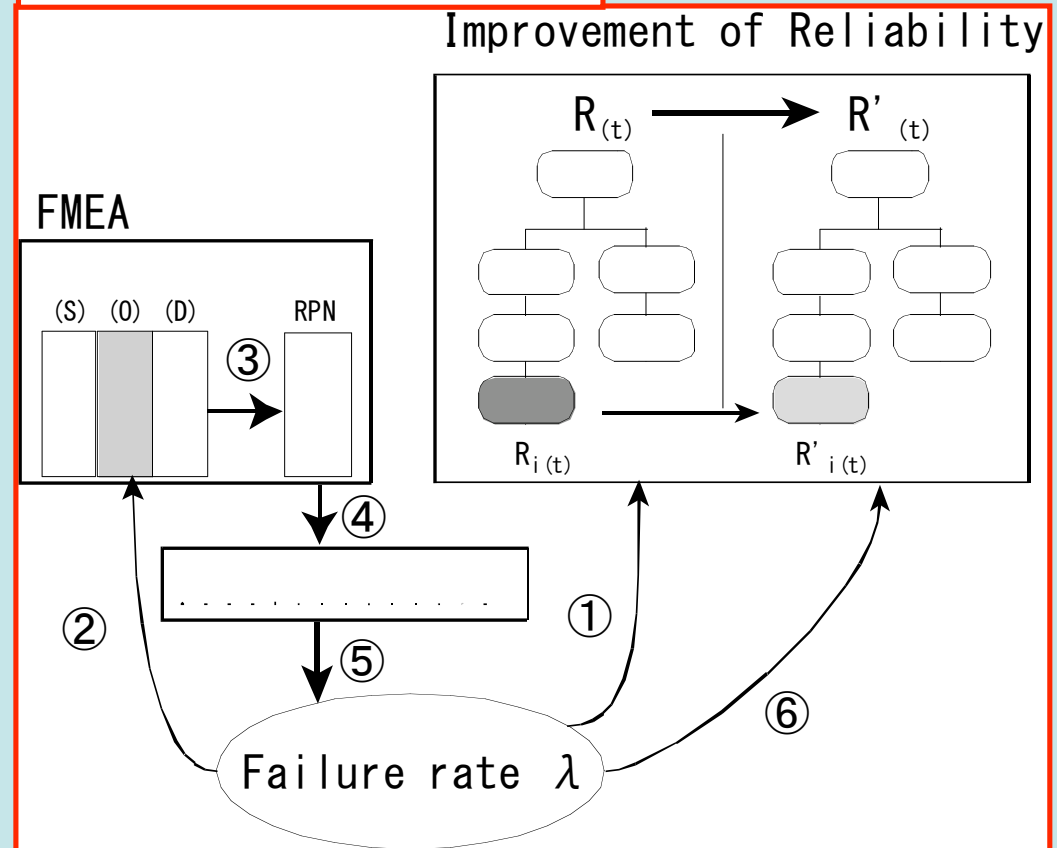 Improvement of Reliability
R(t) R’(t)
FMEA
(S) (O) (D) RPN
③
Ri(t) R’i(t)
④
②
①
⑤
⑥
Failure rate λ